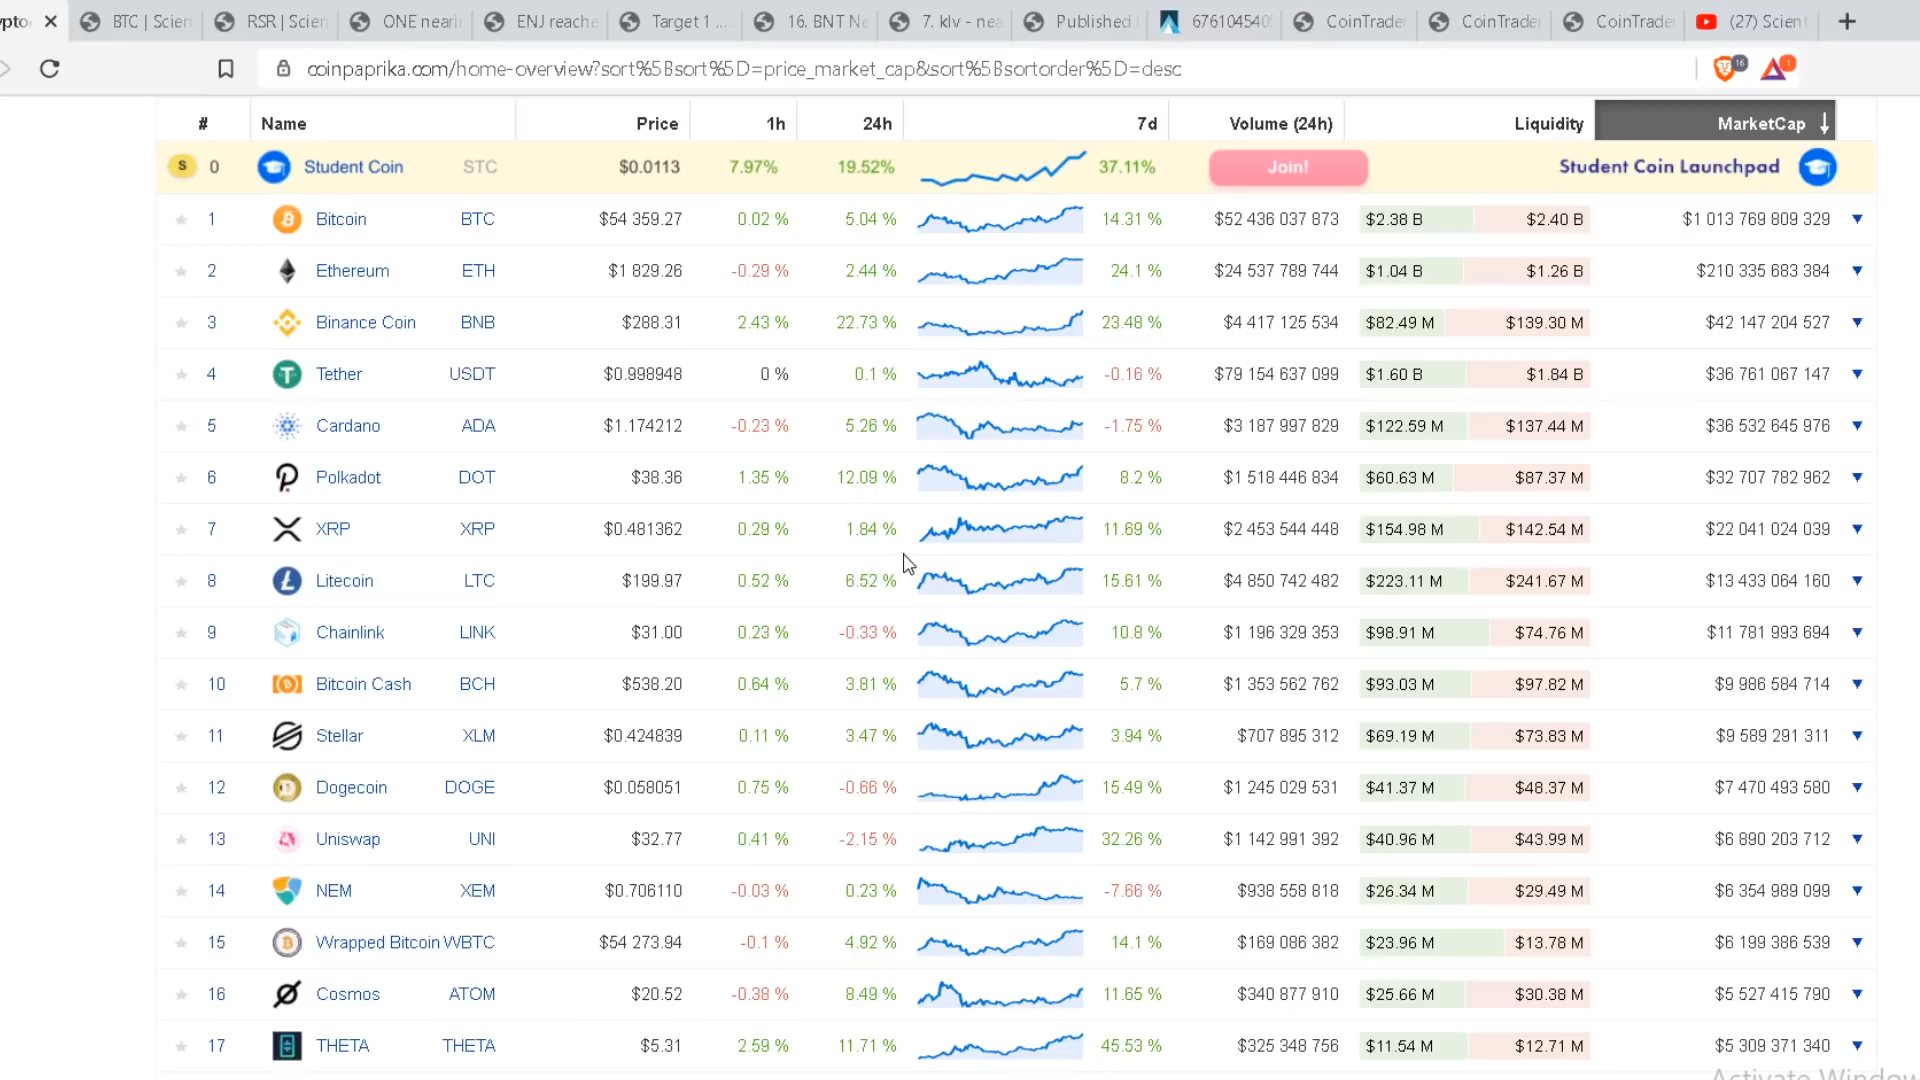 ypto BTC | Scien RSR | Scien ONE nearin ENJ reache Target 1 .... 16. BNT Ne 7. klv - nea Published 6761045405 CoinTrade CoinTrade CoinTrade (27) Scient
coinpaprika.com/home-overview?sort%5Bsort%5D=price_market_cap&sort%5Bsortorder%5D=desc 16 1
# Name Price 1h 24h 7d Volume (24h) Liquidity MarketCap ↓
S 0 Student Coin STC $0.0113 7.97% 19.52% 37.11% Join! Student Coin Launchpad
1 Bitcoin BTC $54 359.27 0.02 % 5.04 % 14.31 % $52 436 037 873 $2.38 B $2.40 B $1 013 769 809 329
2 Ethereum ETH $1 829.26 -0.29 % 2.44 % 24.1 % $24 537 789 744 $1.04 B $1.26 B $210 335 683 384
3 Binance Coin BNB $288.31 2.43 % 22.73 % 23.48 % $4 417 125 534 $82.49 M $139.30 M $42 147 204 527
4 Tether USDT $0.998948 0 % 0.1 % -0.16 % $79 154 637 099 $1.60 B $1.84 B $36 761 067 147
5 Cardano ADA $1.174212 -0.23 % 5.26 % -1.75 % $3 187 997 829 $122.59 M $137.44 M $36 532 645 976
6 Polkadot DOT $38.36 1.35 % 12.09 % 8.2 % $1 518 446 834 $60.63 M $87.37 M $32 707 782 962
7 XRP XRP $0.481362 0.29 % 1.84 % 11.69 % $2 453 544 448 $154.98 M $142.54 M $22 041 024 039
8 Litecoin LTC $199.97 0.52 % 6.52 % 15.61 % $4 850 742 482 $223.11 M $241.67 M $13 433 064 160
9 Chainlink LINK $31.00 0.23 % -0.33 % 10.8 % $1 196 329 353 $98.91 M $74.76 M $11 781 993 694
10 Bitcoin Cash BCH $538.20 0.64 % 3.81 % 5.7 % $1 353 562 762 $93.03 M $97.82 M $9 986 584 714
11 Stellar XLM $0.424839 0.11 % 3.47 % 3.94 % $707 895 312 $69.19 M $73.83 M $9 589 291 311
12 Dogecoin DOGE $0.058051 0.75 % -0.66 % 15.49 % $1 245 029 531 $41.37 M $48.37 M $7 470 493 580
13 Uniswap UNI $32.77 0.41 % -2.15 % 32.26 % $1 142 991 392 $40.96 M $43.99 M $6 890 203 712
14 NEM XEM $0.706110 -0.03 % 0.23 % -7.66 % $938 558 818 $26.34 M $29.49 M $6 354 989 099
15 Wrapped Bitcoin WBTC $54 273.94 -0.1 % 4.92 % 14.1 % $169 086 382 $23.96 M $13.78 M $6 199 386 539
16 Cosmos ATOM $20.52 -0.38 % 8.49 % 11.65 % $340 877 910 $25.66 M $30.38 M $5 527 415 790
17 THETA THETA $5.31 2.59 % 11.71 % 45.53 % $325 348 756 $11.54 M $12.71 M $5 309 371 340
Activate Window